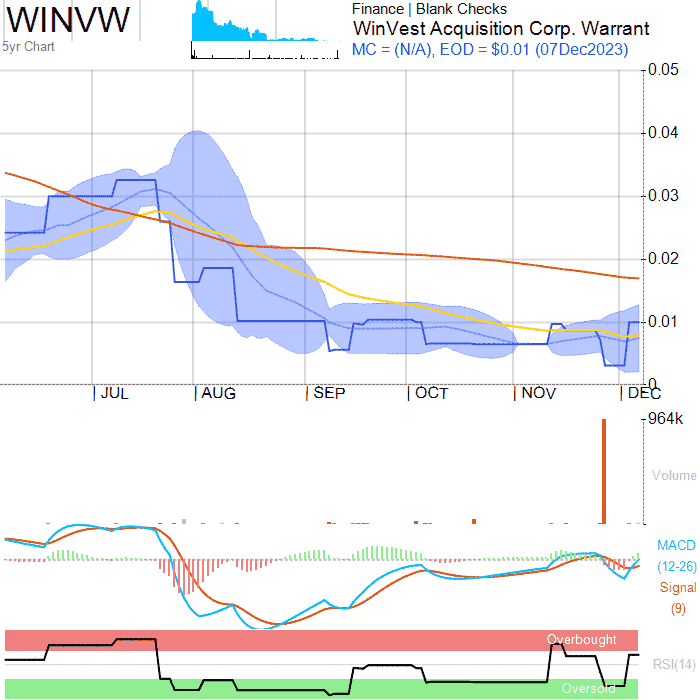 WINVW
5yr Chart
Finance | Blank Checks
WinVest Acquisition Corp. Warrant
MC = (N/A), EOD = $0.01 (07Dec2023)
0.05
0.04
0.03
0.02
0.01
0
| JUL | AUG | SEP | OCT | NOV | DEC
964k
Volume
MACD
(12-26)
Signal
(9)
Overbought
RSI(14)
Oversold